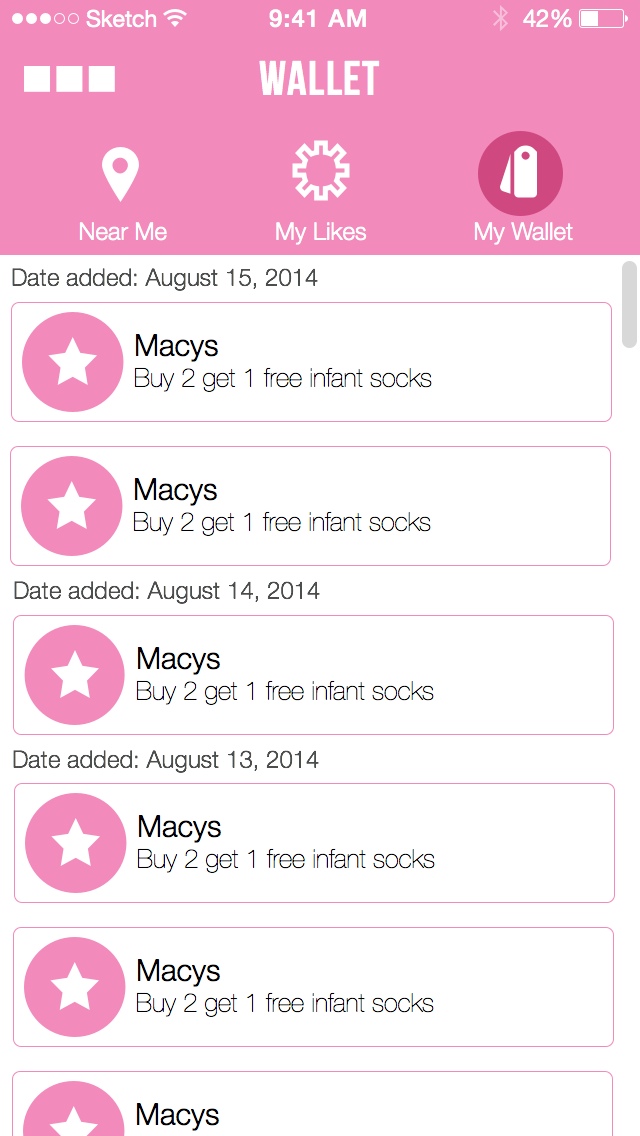 Sketch 9:41 AM 42%
WALLET
Near Me My Likes My Wallet
Date added: August 15, 2014
Macys
Buy 2 get 1 free infant socks
Macys
Buy 2 get 1 free infant socks
Date added: August 14, 2014
Macys
Buy 2 get 1 free infant socks
Date added: August 13, 2014
Macys
Buy 2 get 1 free infant socks
Macys
Buy 2 get 1 free infant socks
Macys